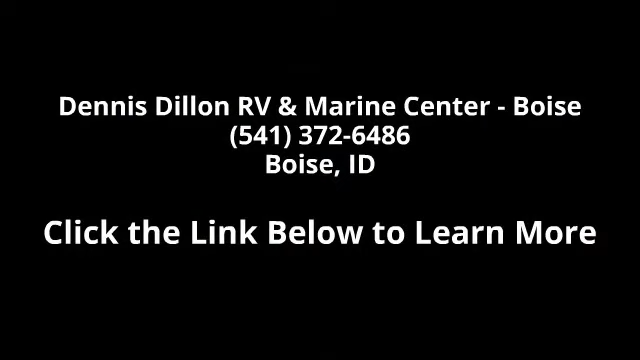 Dennis Dillon RV & Marine Center - Boise
(541) 372-6486
Boise, ID
Click the Link Below to Learn More